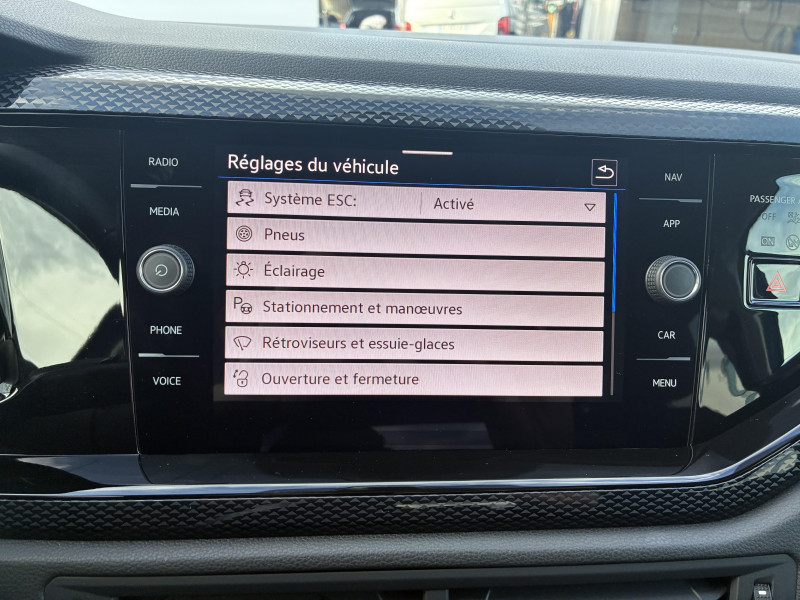 RADIO
MEDIA
PHONE
VOICE
Réglages du véhicule
Système ESC: Activé
Pneus
Éclairage
Stationnement et manœuvres
Rétroviseurs et essuie-glaces
Ouverture et fermeture
NAV
APP
CAR
MENU
PASSENGER
OFF
ON